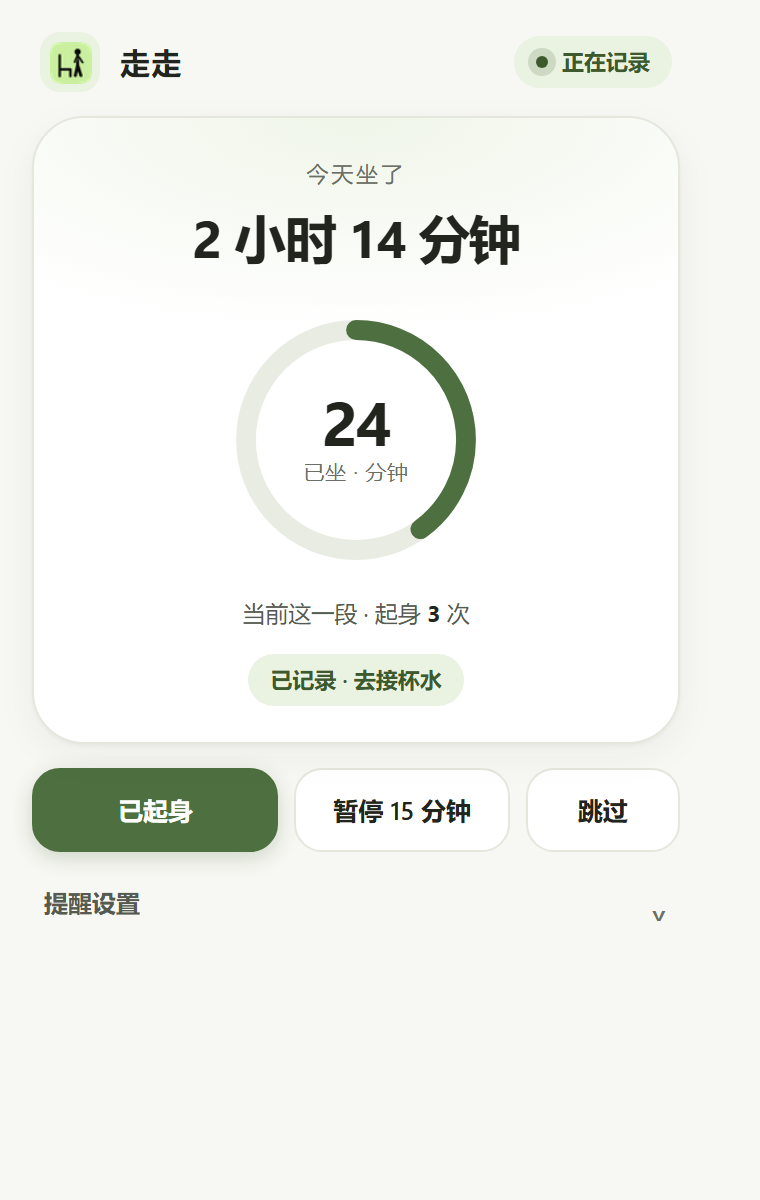 走走
正在记录
今天坐了
2 小时 14 分钟
24
已坐 · 分钟
当前这一段 · 起身 3 次
已记录 · 去接杯水
已起身
暂停 15 分钟
跳过
提醒设置